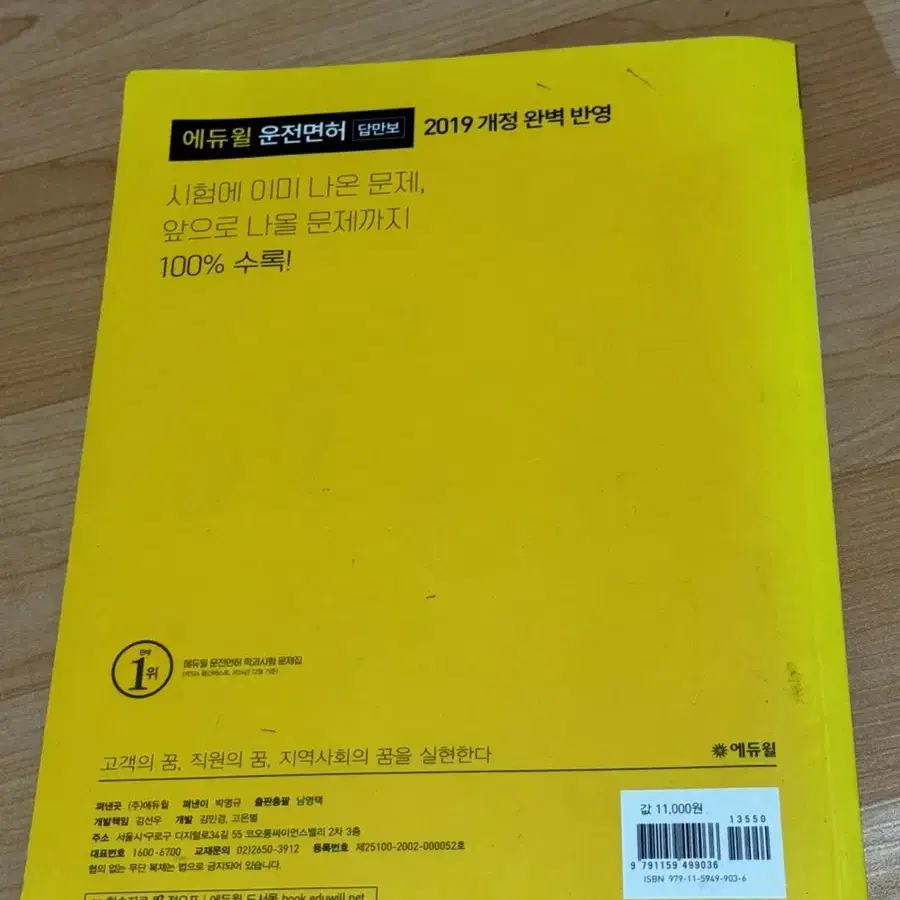 에듀윌 운전면허 답만보 2019 개정 완벽 반영
시험에 이미 나온 문제,
앞으로 나올 문제까지
100% 수록!
판매 1위
에듀윌 운전면허 학과시험 문제집
고객의 꿈, 직원의 꿈, 지역사회의 꿈을 실현한다
에듀윌
펴낸곳 (주)에듀윌 펴낸이 박명규 출판총괄 남영택
개발책임 김선우 개발 김민경, 고은별
주소 서울시 구로구 디지털로34길 55 코오롱싸이언스밸리 2차 3층
대표번호 1600-6700 교재문의 02)2650-3912 등록번호 제25100-2002-000052호
협의 없는 무단 복제는 법으로 금지되어 있습니다.
book.eduwill.net
값 11,000원
13550
9 791159 499036
ISBN 979-11-5949-903-6